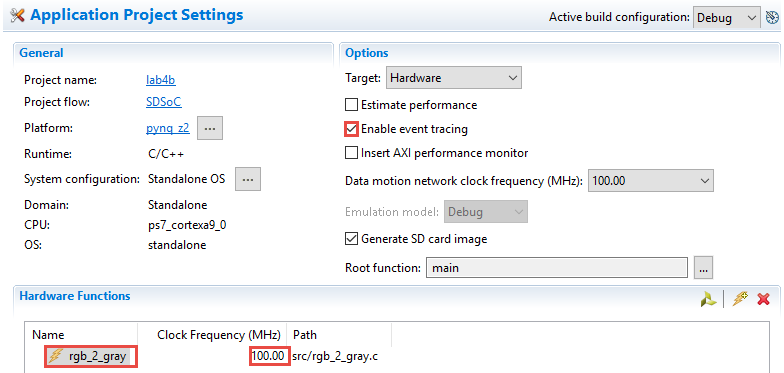 Application Project Settings
Active build configuration: Debug
General
Project name: lab4b
Project flow: SDSoC
Platform: pynq_z2 ...
Runtime: C/C++
System configuration: Standalone OS ...
Domain: Standalone
CPU: ps7_cortexa9_0
OS: standalone
Options
Target: Hardware
Estimate performance
Enable event tracing
Insert AXI performance monitor
Data motion network clock frequency (MHz): 100.00
Emulation model: Debug
Generate SD card image
Root function: main ...
Hardware Functions
Name Clock Frequency (MHz) Path
rgb_2_gray 100.00 src/rgb_2_gray.c